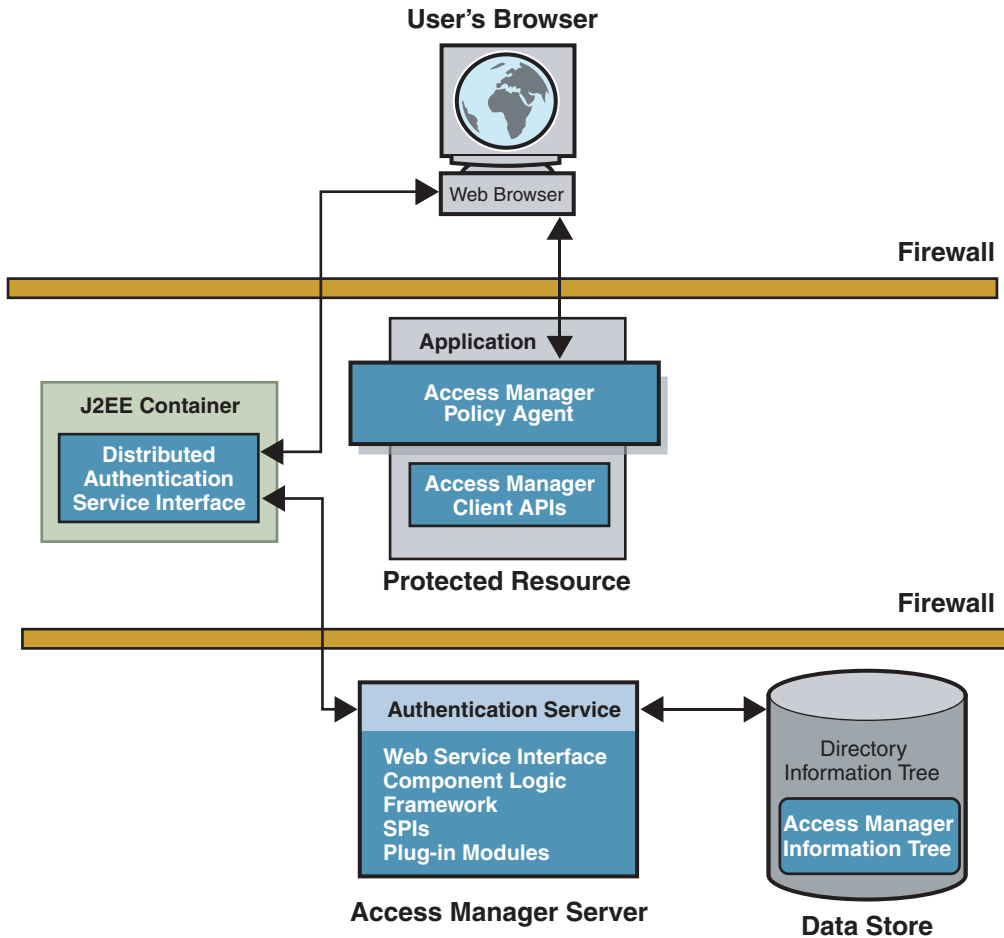 User's Browser
Web Browser
Firewall
Application
Access Manager
Policy Agent
J2EE Container
Distributed
Authentication
Service Interface
Access Manager
Client APIs
Protected Resource
Firewall
Authentication Service
Web Service Interface
Component Logic
Framework
SPIs
Plug-in Modules
Directory
Information Tree
Access Manager
Information Tree
Access Manager Server
Data Store